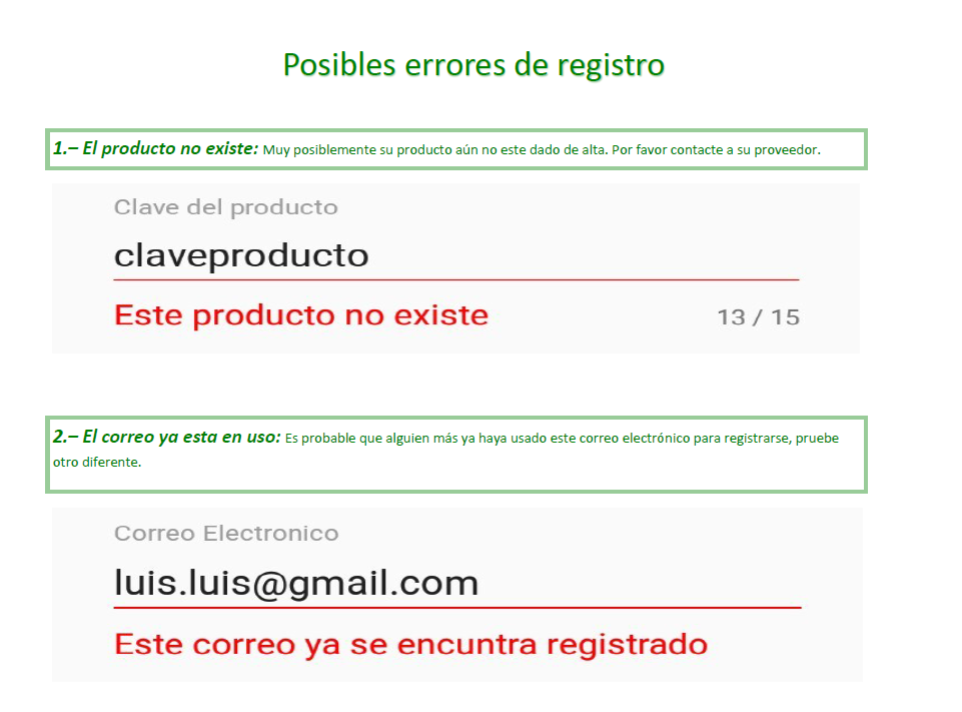 Posibles errores de registro
1.– El producto no existe: Muy posiblemente su producto aún no este dado de alta. Por favor contacte a su proveedor.
Clave del producto
claveproducto
Este producto no existe 13 / 15
2.– El correo ya esta en uso: Es probable que alguien más ya haya usado este correo electrónico para registrarse, pruebe
otro diferente.
Correo Electronico
luis.luis@gmail.com
Este correo ya se encuntra registrado